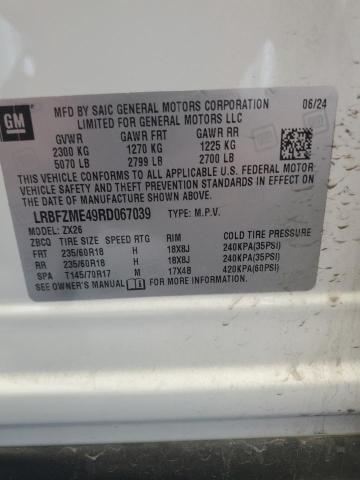 GM
MFD BY SAIC GENERAL MOTORS CORPORATION 06/24
LIMITED FOR GENERAL MOTORS LLC
GVWR GAWR FRT GAWR RR
2300 KG 1270 KG 1225 KG
5070 LB 2799 LB 2700 LB
THIS VEHICLE CONFORMS TO ALL APPLICABLE U.S. FEDERAL MOTOR
VEHICLE SAFETY AND THEFT PREVENTION STANDARDS IN EFFECT ON
THE DATE OF MANUFACTURE SHOWN ABOVE
LRBFZME49RD067039 TYPE: M.P.V.
MODEL: ZX26
ZBCQ TIRE SIZE SPEED RTG RIM COLD TIRE PRESSURE
FRT 235/60R18 H 18X8J 240KPA(35PSI)
RR 235/60R18 H 18X8J 240KPA(35PSI)
SPA T145/70R17 M 17X4B 420KPA(60PSI)
SEE OWNER'S MANUAL FOR MORE INFORMATION